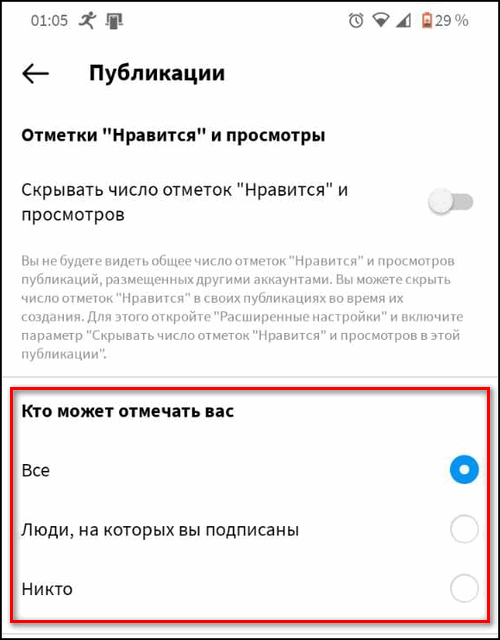 01:05 29 %
Публикации
Отметки "Нравится" и просмотры
Скрывать число отметок "Нравится" и
просмотров
Вы не будете видеть общее число отметок "Нравится" и просмотров
публикаций, размещенных другими аккаунтами. Вы можете скрыть
число отметок "Нравится" в своих публикациях во время их
создания. Для этого откройте "Расширенные настройки" и включите
параметр "Скрывать число отметок "Нравится" и просмотров в этой
публикации".
Кто может отмечать вас
Все
Люди, на которых вы подписаны
Никто